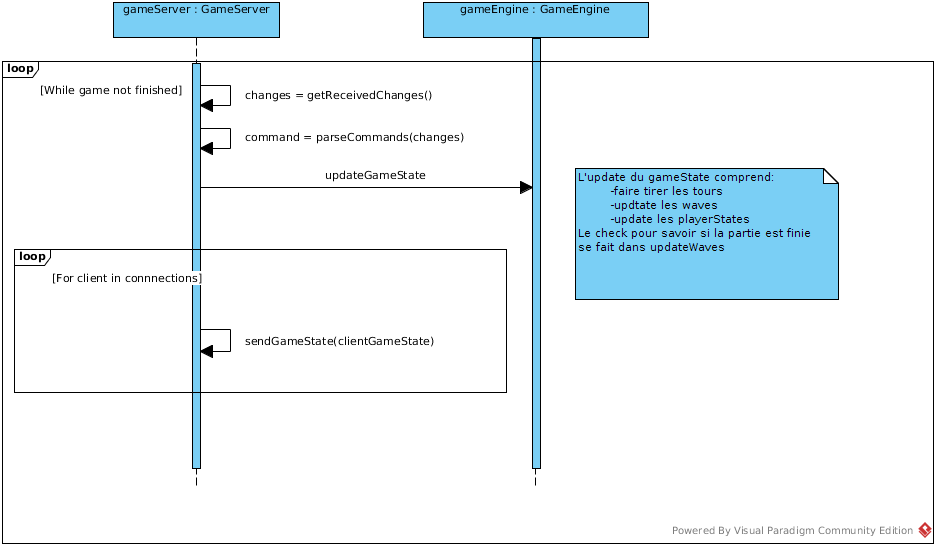 gameServer : GameServer
gameEngine : GameEngine
loop
[While game not finished]
changes = getReceivedChanges()
command = parseCommands(changes)
updateGameState
L'update du gameState comprend:
-faire tirer les tours
-updtate les waves
-update les playerStates
Le check pour savoir si la partie est finie
se fait dans updateWaves
loop
[For client in connnections]
sendGameState(clientGameState)
Powered By Visual Paradigm Community Edition